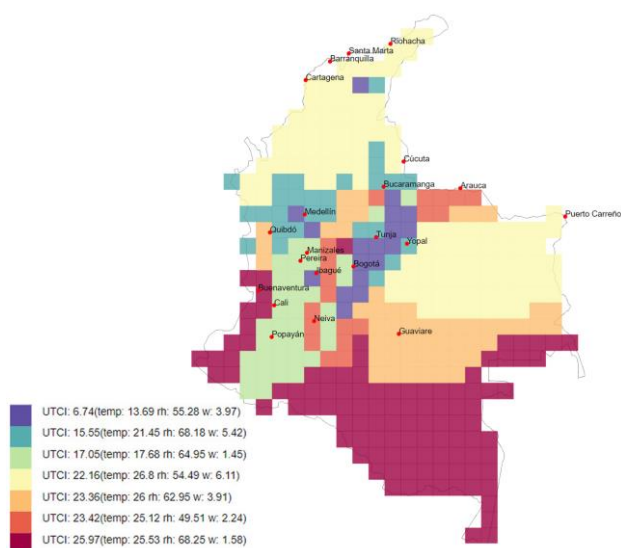 Riohacha
Santa Marta
Barranquilla
Cartagena
Cúcuta
Bucaramanga
Arauca
Medellín
Puerto Carreño
Quibdó
Tunja
Yopal
Manizales
Pereira
Bogotá
Ibagué
Buenaventura
Cali
Neiva
Popayán
Guaviare
UTCI: 6.74(temp: 13.69 rh: 55.28 w: 3.97)
UTCI: 15.55(temp: 21.45 rh: 68.18 w: 5.42)
UTCI: 17.05(temp: 17.68 rh: 64.95 w: 1.45)
UTCI: 22.16(temp: 26.8 rh: 54.49 w: 6.11)
UTCI: 23.36(temp: 26 rh: 62.95 w: 3.91)
UTCI: 23.42(temp: 25.12 rh: 49.51 w: 2.24)
UTCI: 25.97(temp: 25.53 rh: 68.25 w: 1.58)